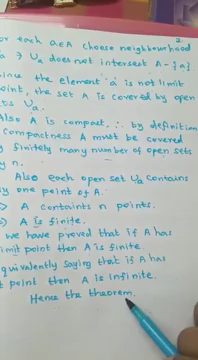 or each a∈A choose neighbourhood
a ∋ Ua does not intersect A-{a}
ince the element 'a' is not limit
oint, the set A is covered by open
ets Ua.
Also A is compact, ∴ by definition
compactness A must be covered
y finitely many number of open sets
y n.
Also each open set Ua contains
ly one point of A.
A containts n points.
A is finite.
we have proved that if A has
limit point then A is finite.
quivalently saying that if A has
t point then A is Infinite.
Hence the theorem.